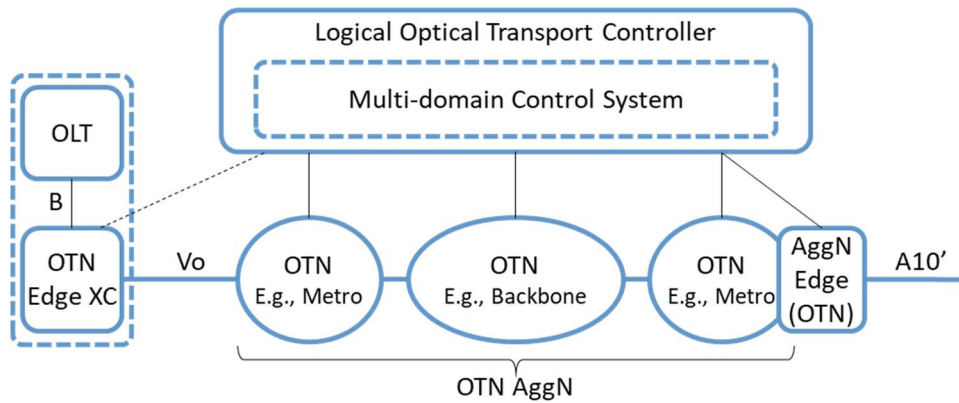 Logical Optical Transport Controller
Multi-domain Control System
OLT
B
OTN
Edge XC
Vo
OTN
E.g., Metro
OTN
E.g., Backbone
OTN
E.g., Metro
AggN
Edge
(OTN)
A10'
OTN AggN